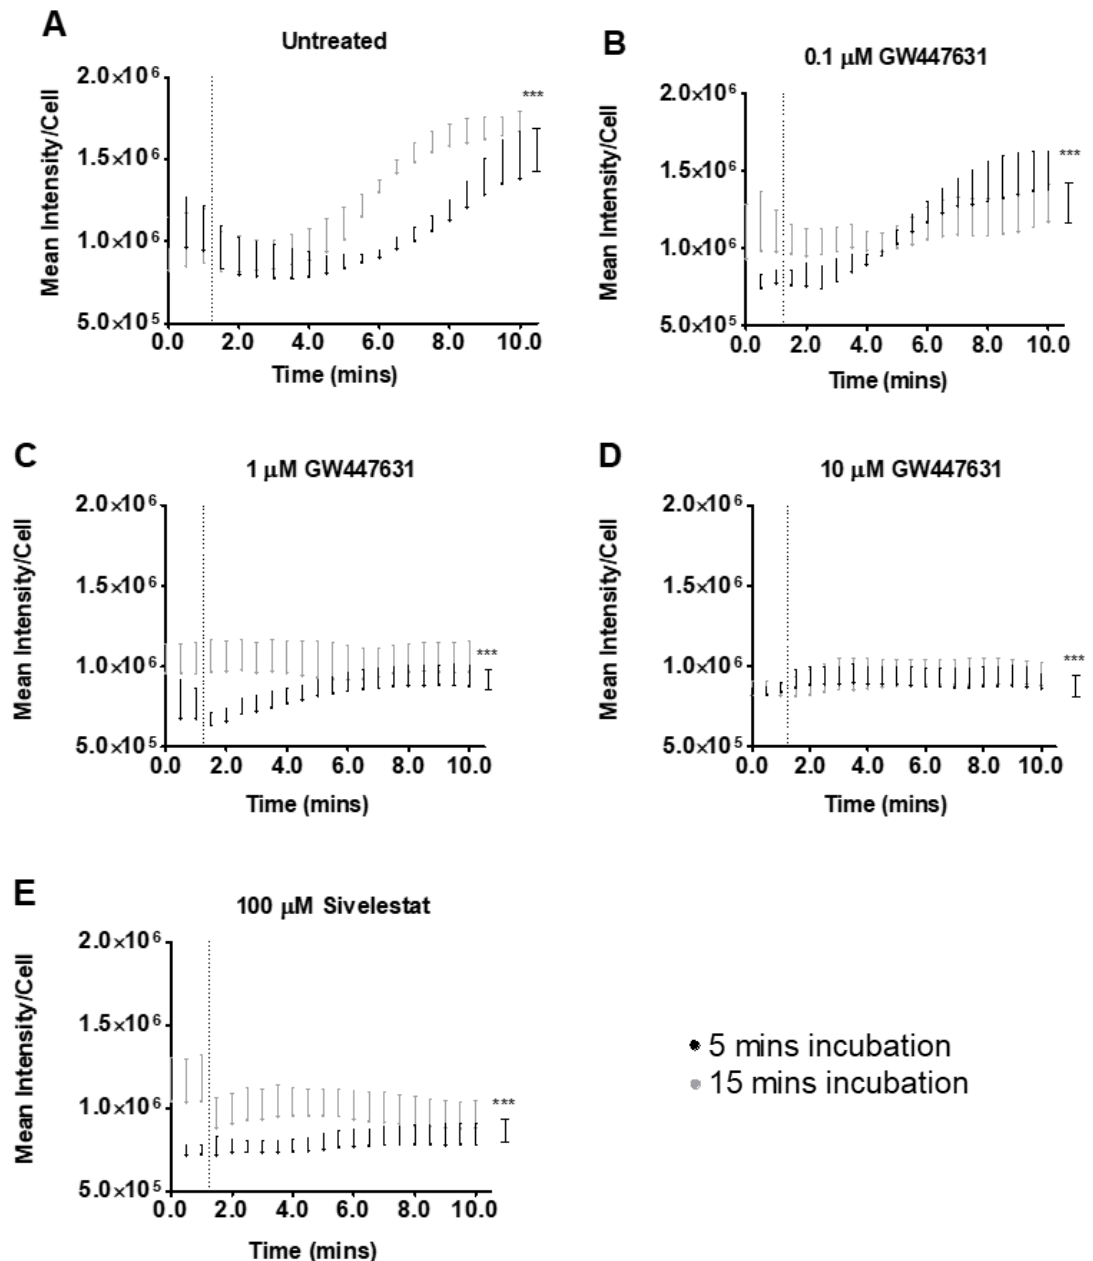 A
Untreated
Mean Intensity/Cell
2.0×10⁶
1.5×10⁶
1.0×10⁶
5.0×10⁵
***
0.0 2.0 4.0 6.0 8.0 10.0
Time (mins)
B
0.1 μM GW447631
Mean Intensity/Cell
2.0×10⁶
1.5×10⁶
1.0×10⁶
5.0×10⁵
***
0.0 2.0 4.0 6.0 8.0 10.0
Time (mins)
C
1 μM GW447631
Mean Intensity/Cell
2.0×10⁶
1.5×10⁶
1.0×10⁶
5.0×10⁵
***
0.0 2.0 4.0 6.0 8.0 10.0
Time (mins)
D
10 μM GW447631
Mean Intensity/Cell
2.0×10⁶
1.5×10⁶
1.0×10⁶
5.0×10⁵
***
0.0 2.0 4.0 6.0 8.0 10.0
Time (mins)
E
100 μM Sivelestat
Mean Intensity/Cell
2.0×10⁶
1.5×10⁶
1.0×10⁶
5.0×10⁵
***
0.0 2.0 4.0 6.0 8.0 10.0
Time (mins)
5 mins incubation
15 mins incubation